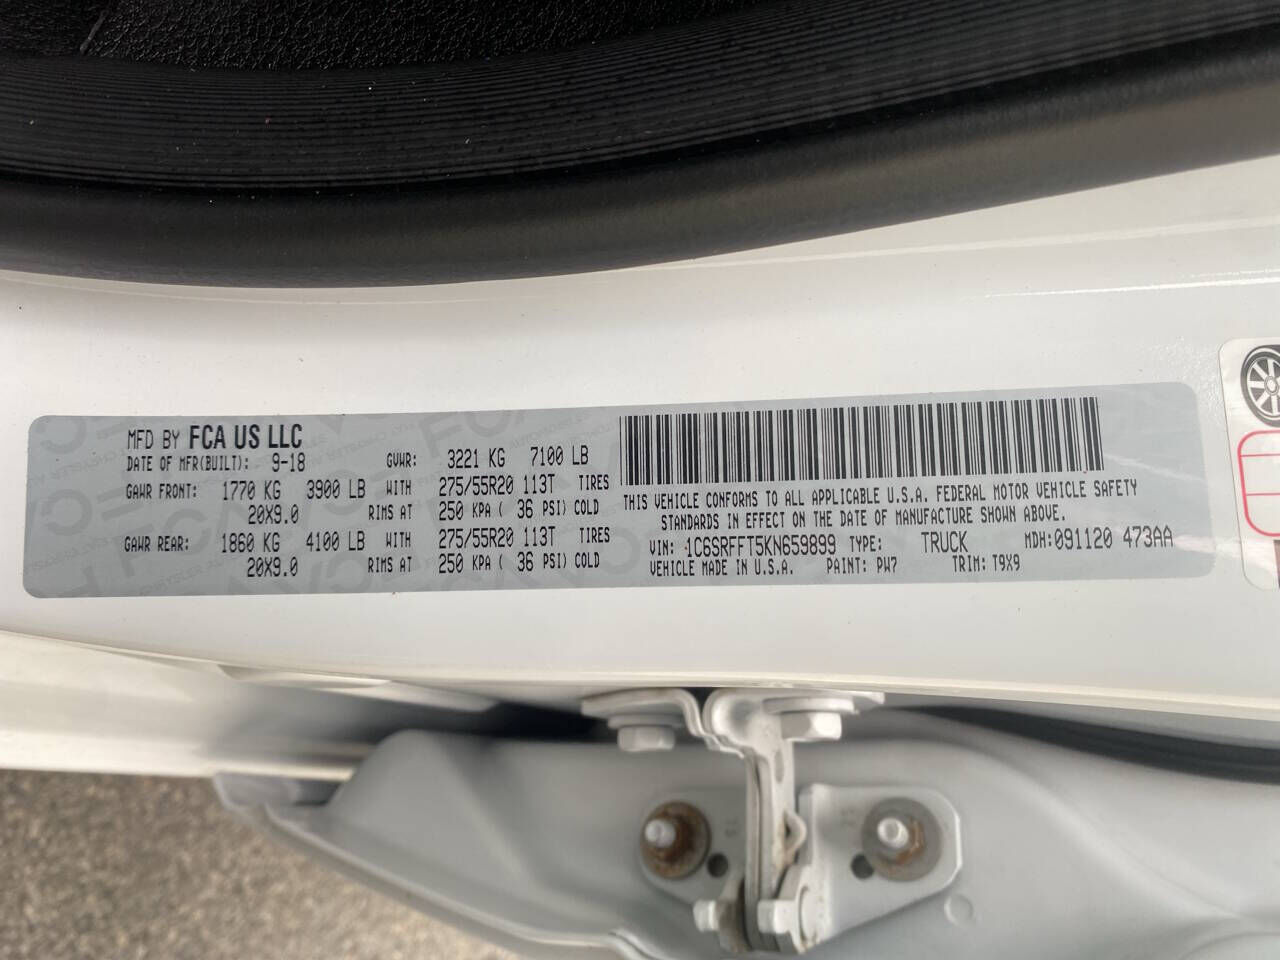 MFD BY FCA US LLC
DATE OF MFR(BUILT): 9-18 GVWR: 3221 KG 7100 LB
GAWR FRONT: 1770 KG 3900 LB WITH 275/55R20 113T TIRES
20X9.0 RIMS AT 250 KPA ( 36 PSI) COLD
GAWR REAR: 1860 KG 4100 LB WITH 275/55R20 113T TIRES
20X9.0 RIMS AT 250 KPA ( 36 PSI) COLD
THIS VEHICLE CONFORMS TO ALL APPLICABLE U.S.A. FEDERAL MOTOR VEHICLE SAFETY
STANDARDS IN EFFECT ON THE DATE OF MANUFACTURE SHOWN ABOVE.
VIN: 1C6SRFFT5KN659899 TYPE: TRUCK MDH:091120 473AA
VEHICLE MADE IN U.S.A. PAINT: PW7 TRIM: T9X9